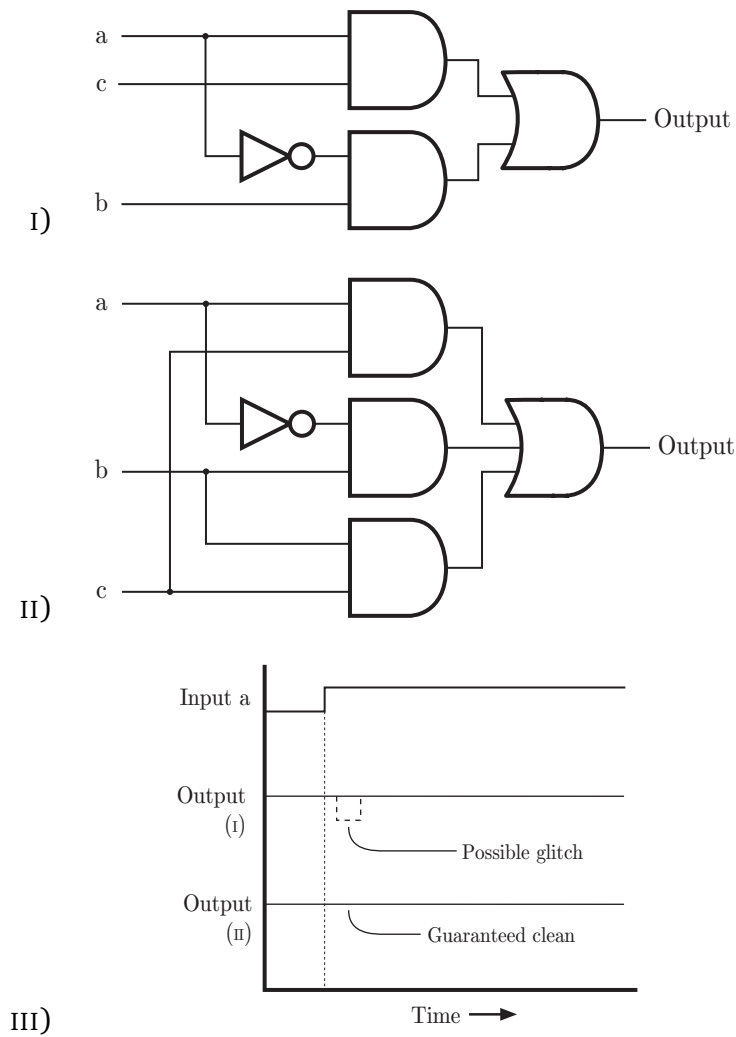 a
c
Output
b
I)
a
b
Output
c
II)
Input a
Output
(I)
Possible glitch
Output
(II)
Guaranteed clean
Time
III)